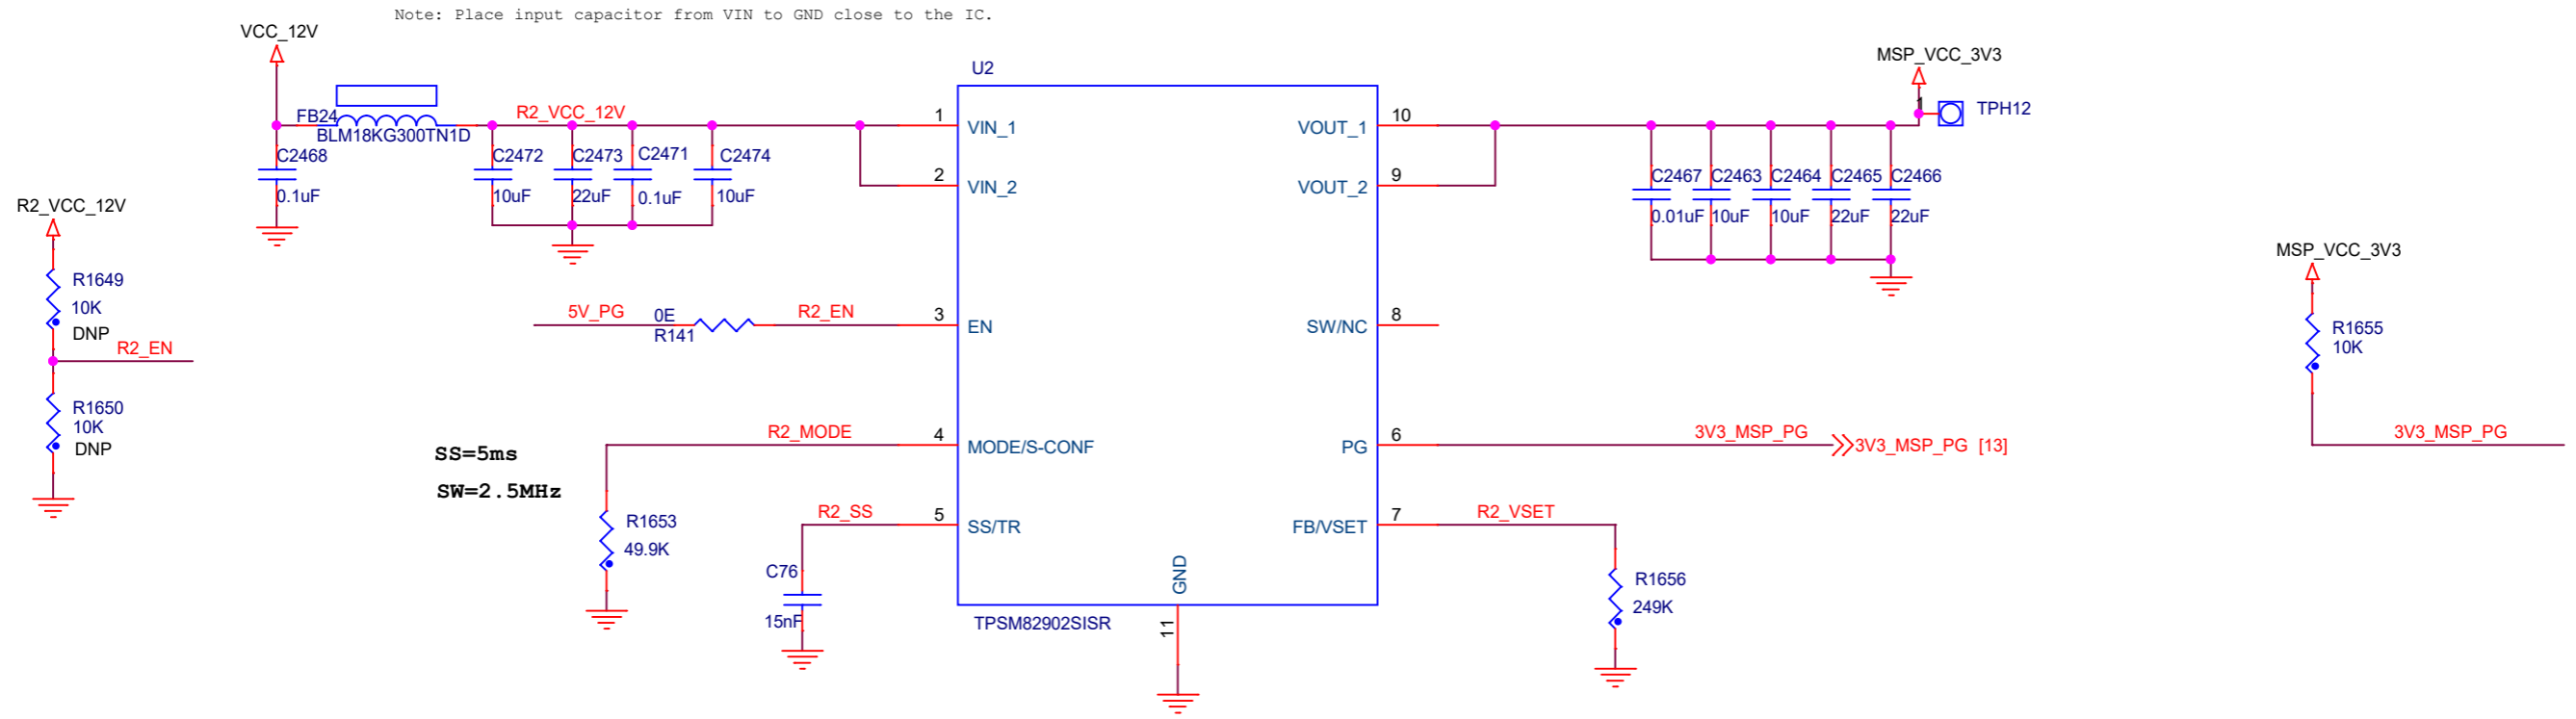 Note: Place input capacitor from VIN to GND close to the IC.
VCC_12V
FB24
BLM18KG300TN1D
R2_VCC_12V
C2468
0.1uF
C2472
10uF
C2473
22uF
C2471
0.1uF
C2474
10uF
R2_VCC_12V
R1649
10K
DNP
R2_EN
R1650
10K
DNP
5V_PG
0E
R141
R2_EN
SS=5ms
SW=2.5MHz
R2_MODE
R1653
49.9K
R2_SS
C76
15nF
U2
1
VIN_1
2
VIN_2
3
EN
4
MODE/S-CONF
5
SS/TR
VOUT_1
10
VOUT_2
9
SW/NC
8
PG
6
FB/VSET
7
GND
11
TPSM82902SISR
MSP_VCC_3V3
1
TPH12
C2467
0.01uF
C2463
10uF
C2464
10uF
C2465
22uF
C2466
22uF
3V3_MSP_PG
3V3_MSP_PG [13]
R2_VSET
R1656
249K
MSP_VCC_3V3
R1655
10K
3V3_MSP_PG